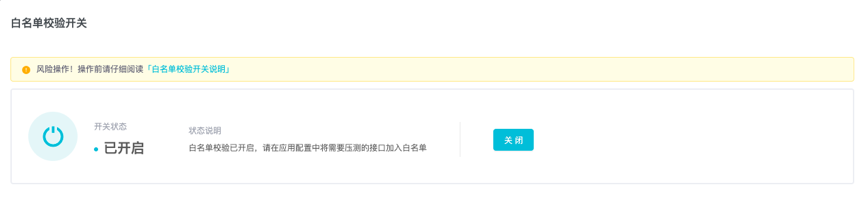 白名单校验开关
风险操作！操作前请仔细阅读「白名单校验开关说明」
开关状态
已开启
状态说明
白名单校验已开启，请在应用配置中将需要压测的接口加入白名单
关 闭